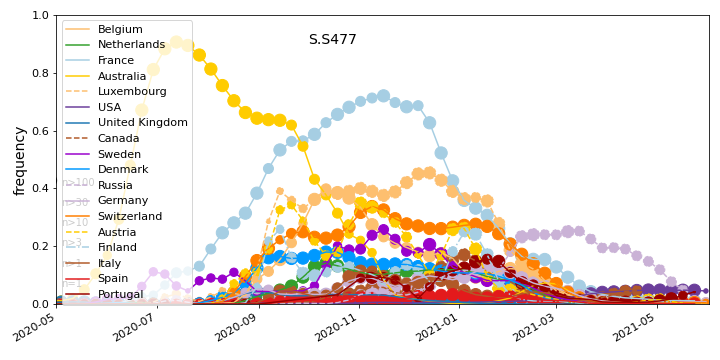 S.S477
frequency
1.0
0.8
0.6
0.4
0.2
0.0
Belgium
Netherlands
France
Australia
Luxembourg
USA
United Kingdom
Canada
Sweden
Denmark
Russia
Germany
Switzerland
Austria
Finland
Italy
Spain
Portugal
n>100
n>30
n>10
n>3
n>1
n=1
2020-05
2020-07
2020-09
2020-11
2021-01
2021-03
2021-05